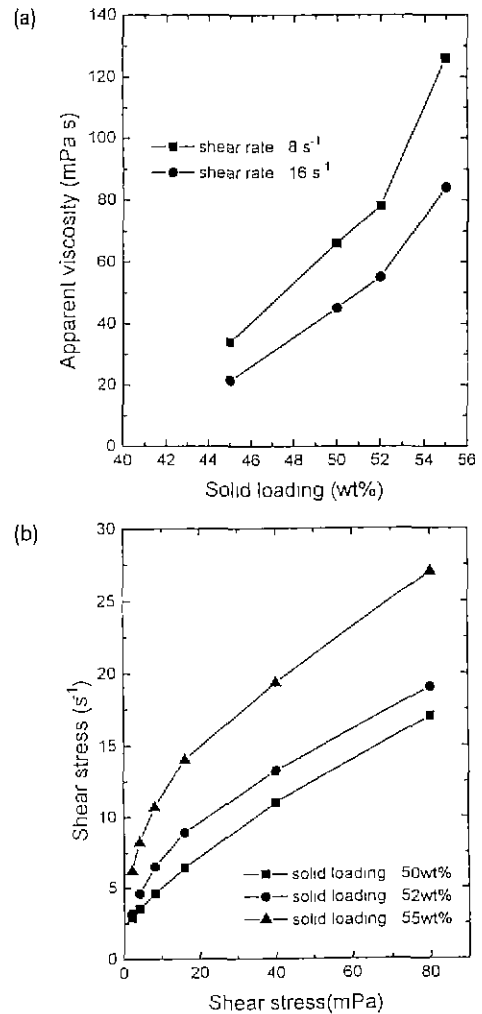 (a)
140
120
100
80
60
40
20
0
Apparent viscosity (mPa s)
shear rate 8 s⁻¹
shear rate 16 s⁻¹
40 42 44 46 48 50 52 54 56
Solid loading (wt%)
(b)
30
25
20
15
10
5
0
Shear stress (s⁻¹)
solid loading 50wt%
solid loading 52wt%
solid loading 55wt%
0 20 40 60 80
Shear stress(mPa)